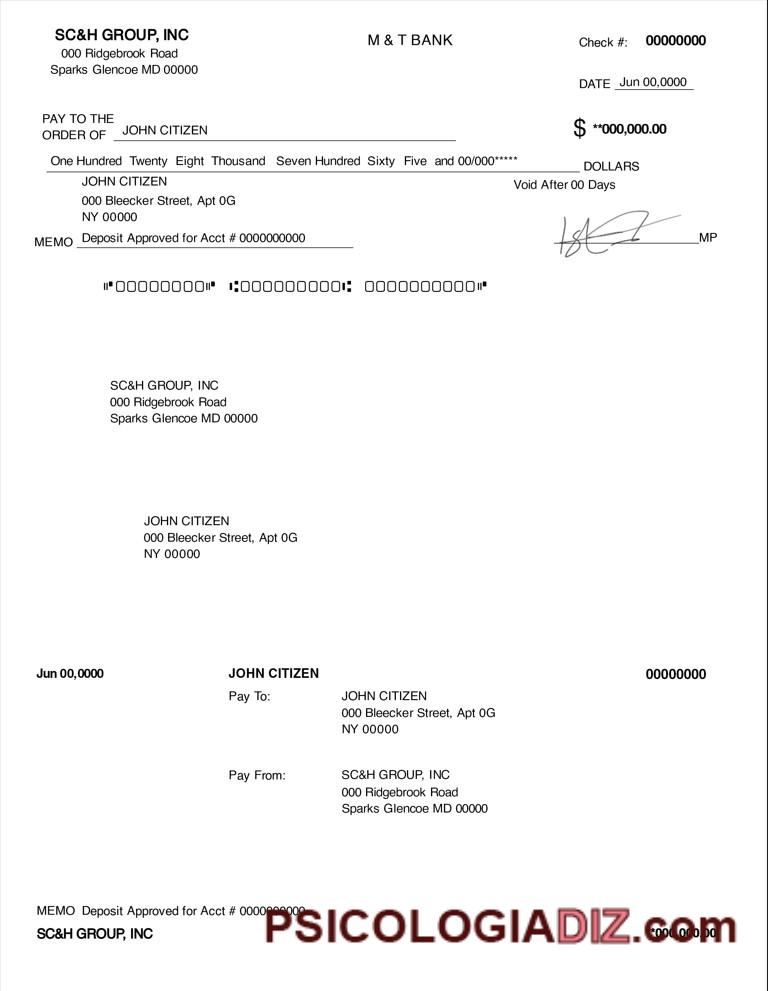 SC&H GROUP, INC
000 Ridgebrook Road
Sparks Glencoe MD 00000
M & T BANK
Check #: 00000000
DATE Jun 00,0000
PAY TO THE
ORDER OF JOHN CITIZEN
$ **000,000.00
One Hundred Twenty Eight Thousand Seven Hundred Sixty Five and 00/000*****
DOLLARS
JOHN CITIZEN
000 Bleecker Street, Apt 0G
NY 00000
Void After 00 Days
MEMO Deposit Approved for Acct # 0000000000
MP
SC&H GROUP, INC
000 Ridgebrook Road
Sparks Glencoe MD 00000
JOHN CITIZEN
000 Bleecker Street, Apt 0G
NY 00000
Jun 00,0000 JOHN CITIZEN 00000000
Pay To: JOHN CITIZEN
000 Bleecker Street, Apt 0G
NY 00000
Pay From: SC&H GROUP, INC
000 Ridgebrook Road
Sparks Glencoe MD 00000
MEMO Deposit Approved for Acct # 0000000000
SC&H GROUP, INC
*000,000.00
PSICOLOGIADIZ.com